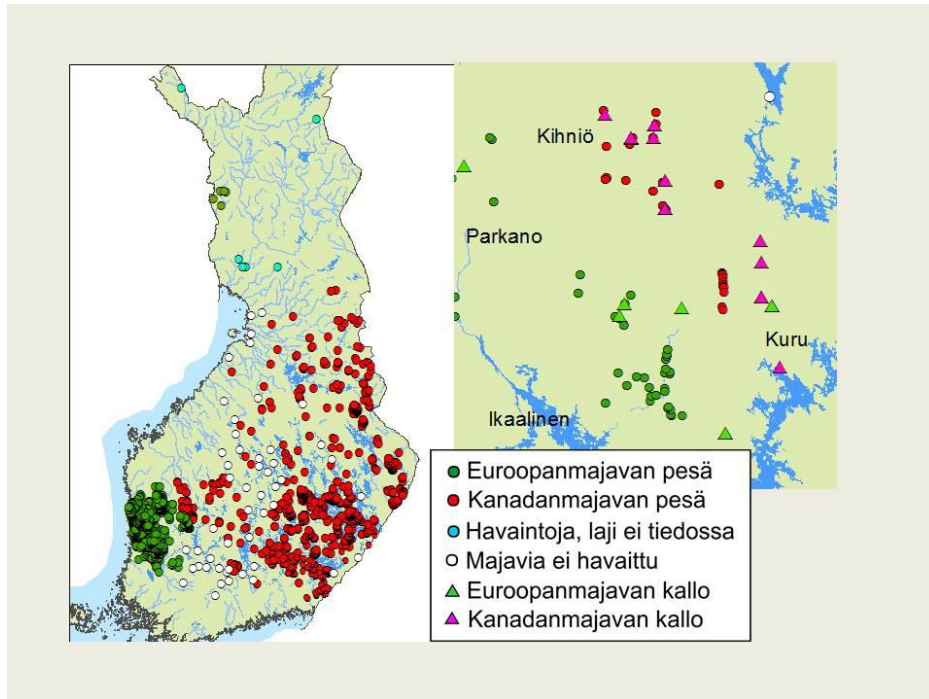 Kihniö
Parkano
Kuru
Ikaalinen
Euroopanmajavan pesä
Kanadanmajavan pesä
Havaintoja, laji ei tiedossa
Majavia ei havaittu
Euroopanmajavan kallo
Kanadanmajavan kallo